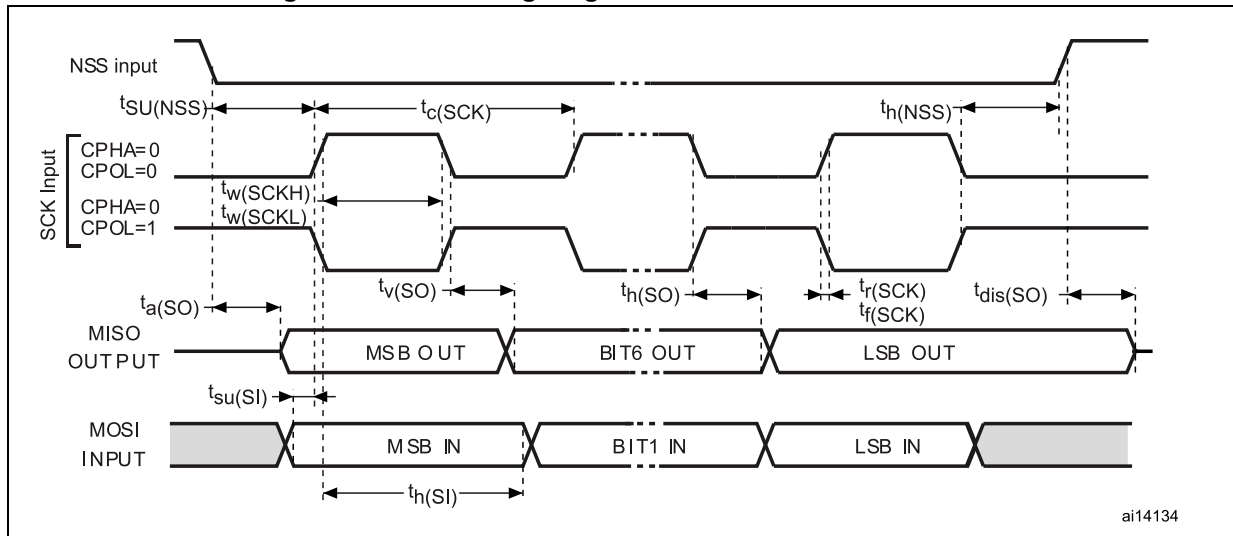 NSS input
tSU(NSS)
tc(SCK)
th(NSS)
SCK Input
CPHA=0
CPOL=0
tw(SCKH)
CPHA=0
tw(SCKL)
CPOL=1
tv(SO)
th(SO)
tr(SCK)
tf(SCK)
tdis(SO)
ta(SO)
MISO
OUTPUT
MSB OUT
BIT6 OUT
LSB OUT
tsu(SI)
MOSI
INPUT
MSB IN
BIT1 IN
LSB IN
th(SI)
ai14134